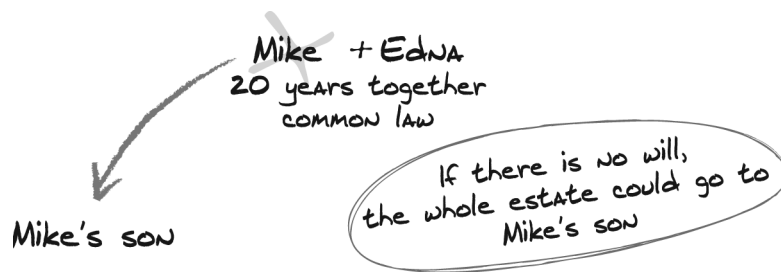 Mike + Edna
20 years together
common law
If there is no will,
the whole estate could go to
Mike's son
Mike's son